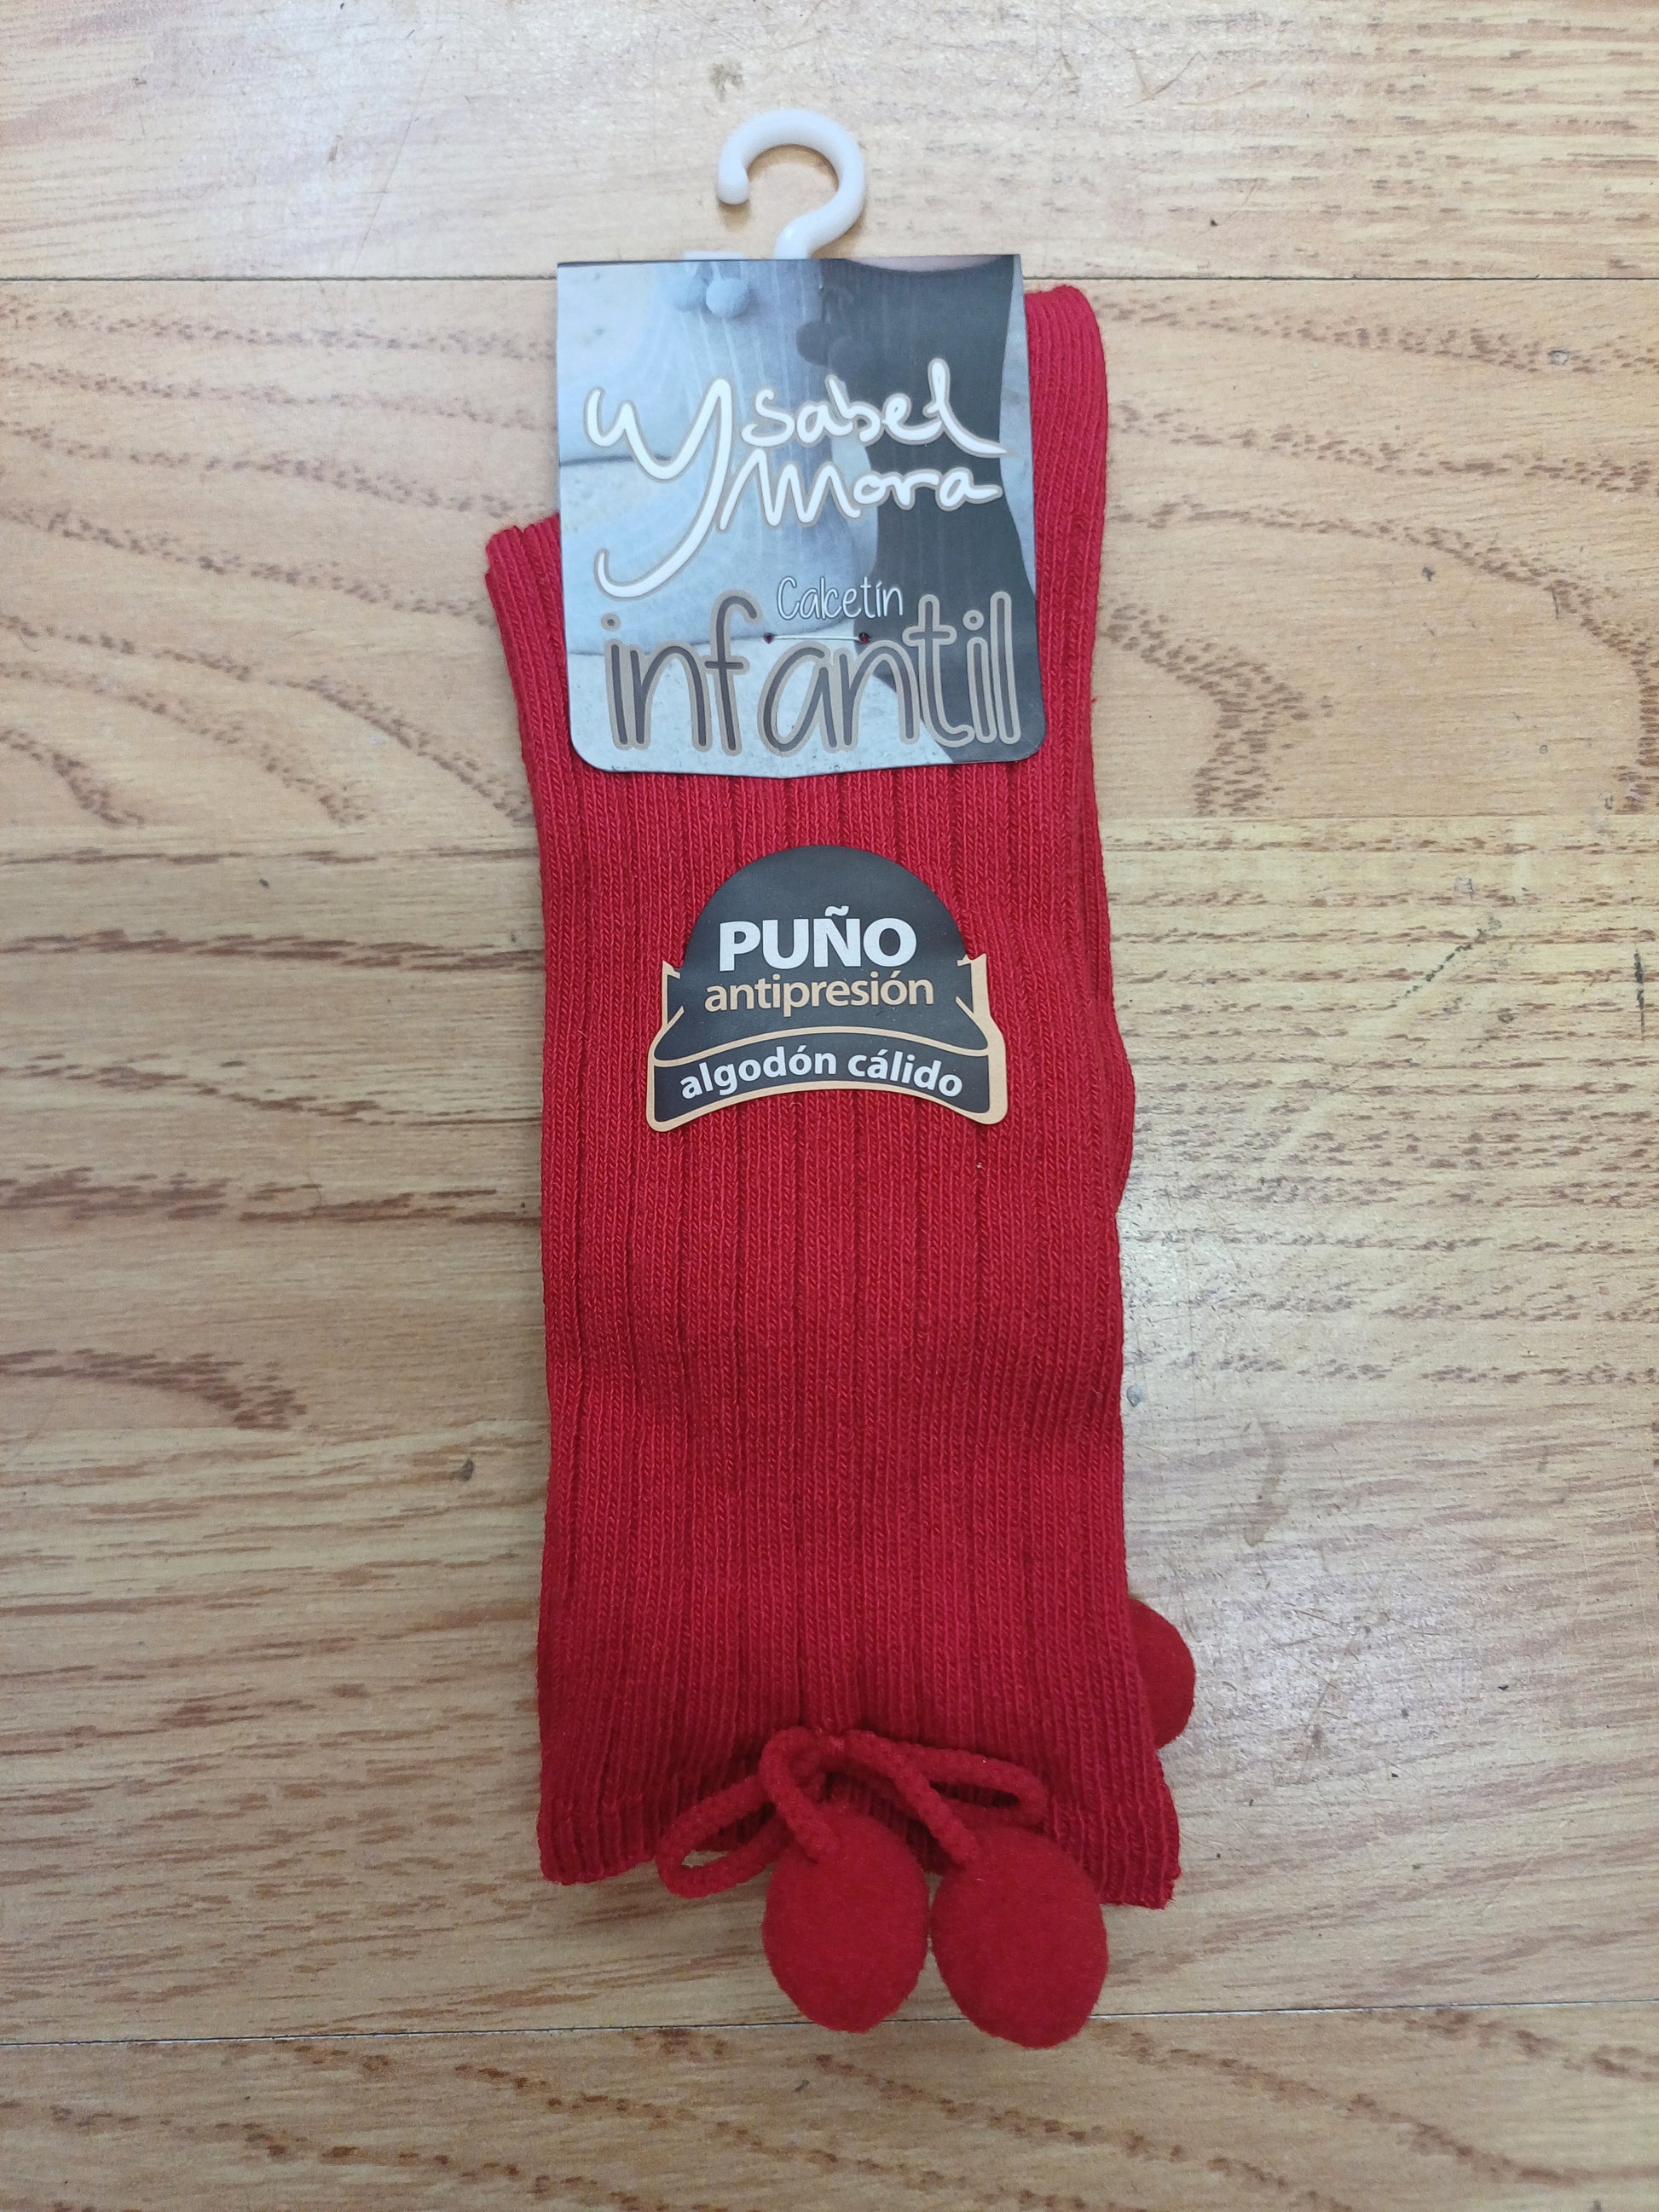 Ysabel
Mora
Calcetín
infantil
PUÑO
antipresión
algodón cálido